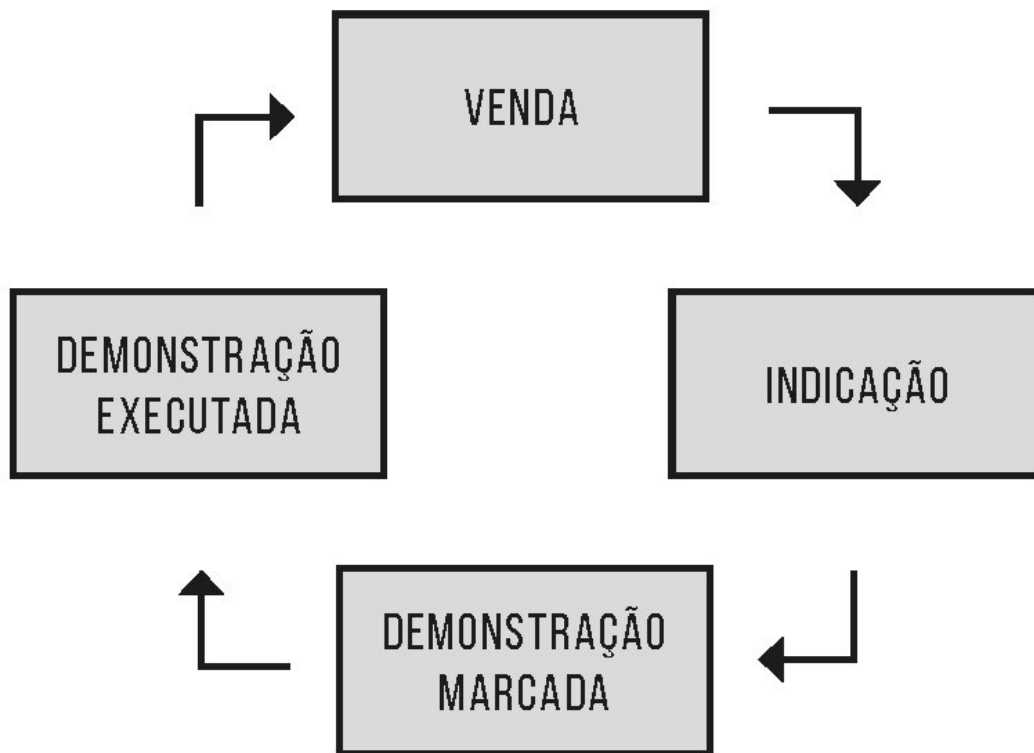 VENDA
DEMONSTRAÇÃO
EXECUTADA
INDICAÇÃO
DEMONSTRAÇÃO
MARCADA